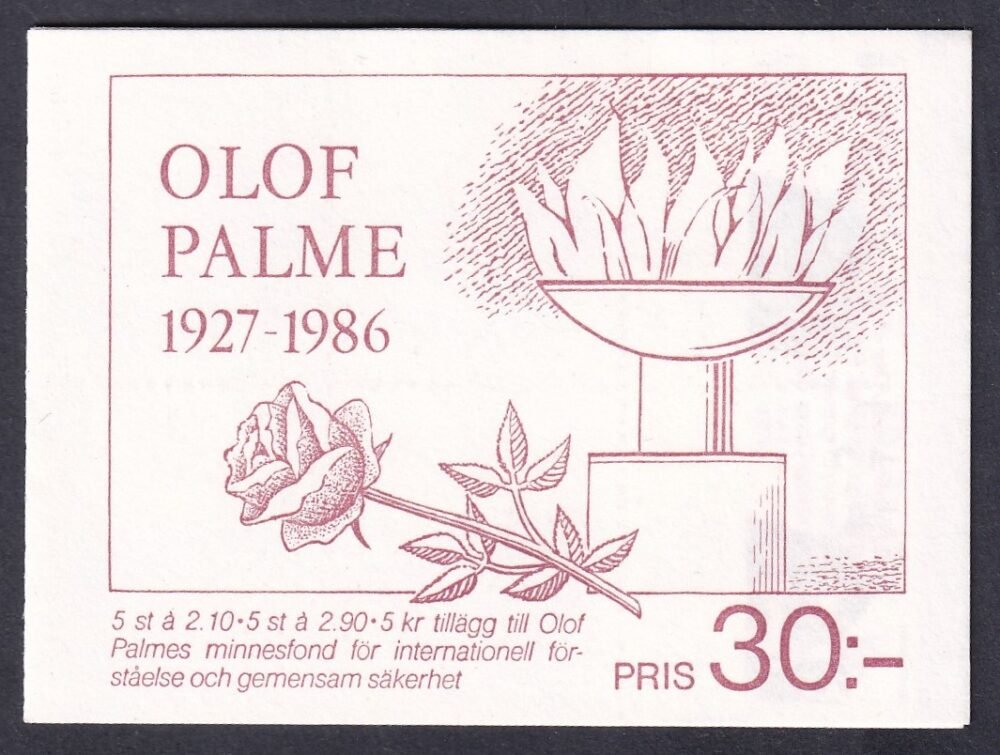 OLOF
PALME
1927-1986
5 st à 2.10•5 st à 2.90•5 kr tillägg till Olof
Palmes minnesfond för internationell för-
ståelse och gemensam säkerhet
PRIS 30:-